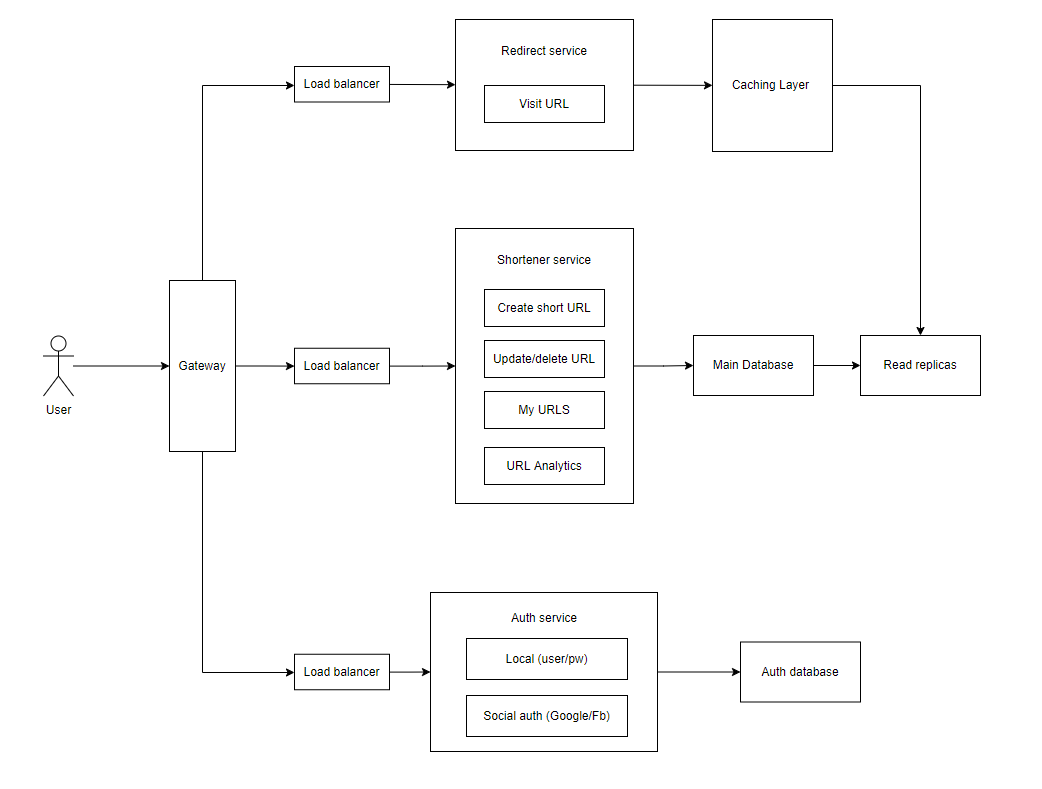 Redirect service
Load balancer
Visit URL
Caching Layer
Shortener service
Create short URL
Update/delete URL
My URLS
URL Analytics
User
Gateway
Load balancer
Main Database
Read replicas
Auth service
Local (user/pw)
Social auth (Google/Fb)
Load balancer
Auth database